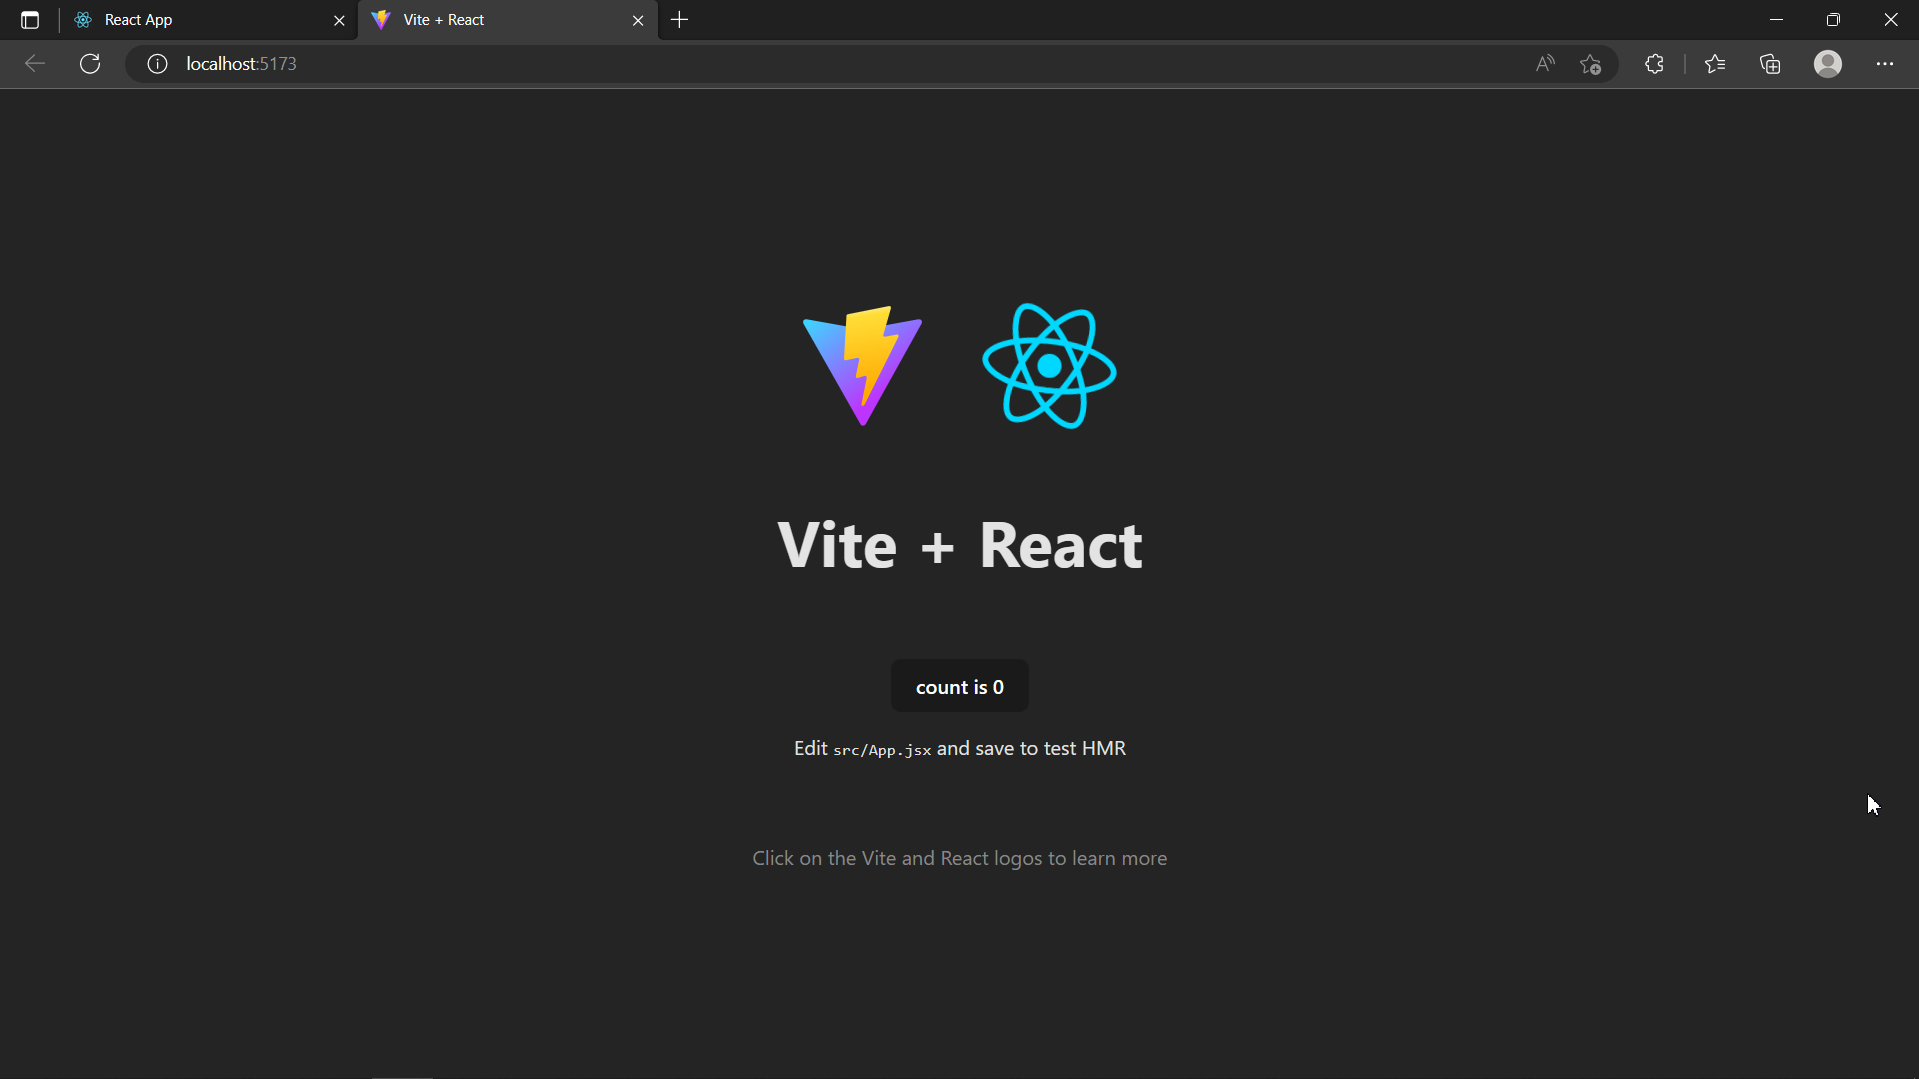 React App
Vite + React
localhost:5173
Vite + React
count is 0
Edit src/App.jsx and save to test HMR
Click on the Vite and React logos to learn more